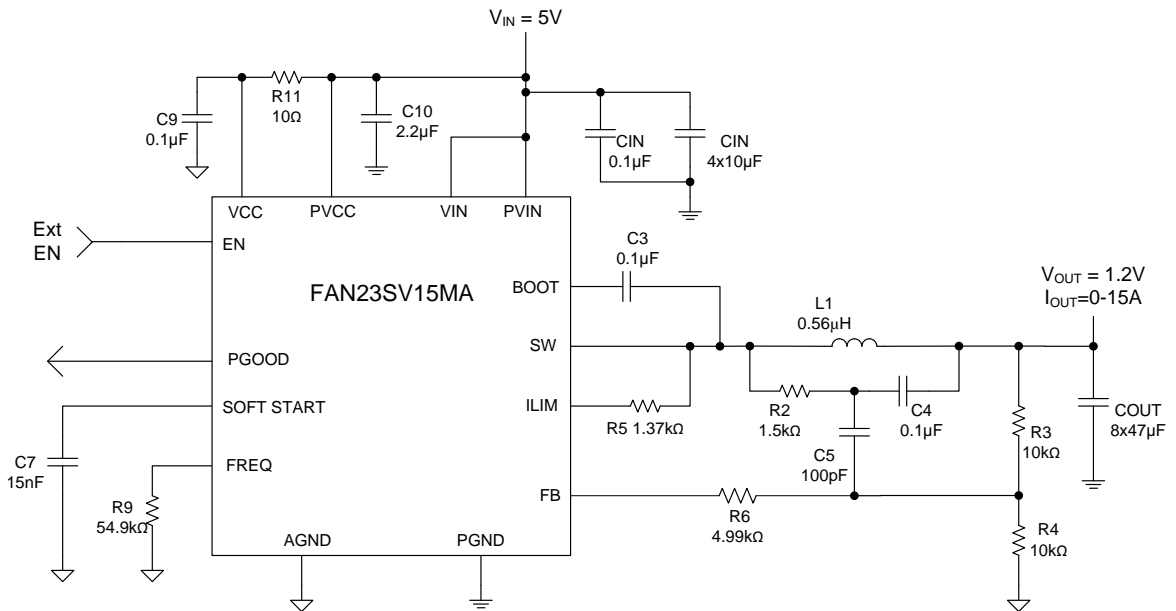 VIN = 5V
R11
10Ω
C9
0.1µF
C10
2.2µF
CIN
0.1µF
CIN
4x10µF
VCC
PVCC
VIN
PVIN
Ext
EN
EN
FAN23SV15MA
BOOT
C3
0.1µF
VOUT = 1.2V
IOUT=0-15A
L1
0.56µH
SW
PGOOD
SOFT START
ILIM
R5 1.37kΩ
R2
1.5kΩ
C4
0.1µF
R3
10kΩ
COUT
8x47µF
C7
15nF
FREQ
C5
100pF
R9
54.9kΩ
FB
R6
4.99kΩ
R4
10kΩ
AGND
PGND